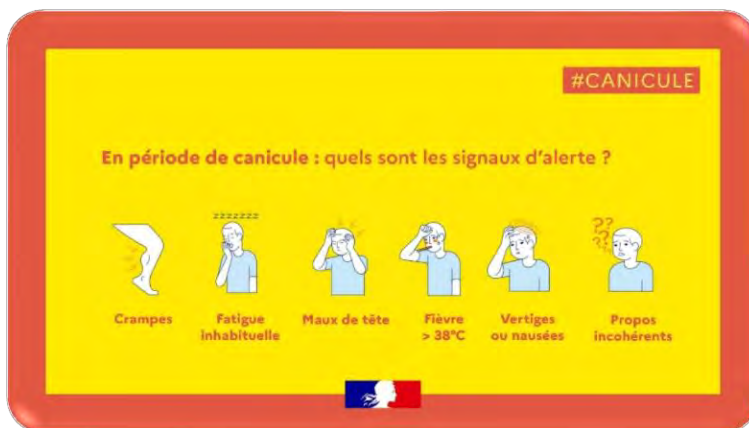 #CANICULE
En période de canicule : quels sont les signaux d'alerte ?
zzzzzzz
??
??
Crampes
Fatigue
inhabituelle
Maux de tête
Fièvre
> 38°C
Vertiges
ou nausées
Propos
incohérents